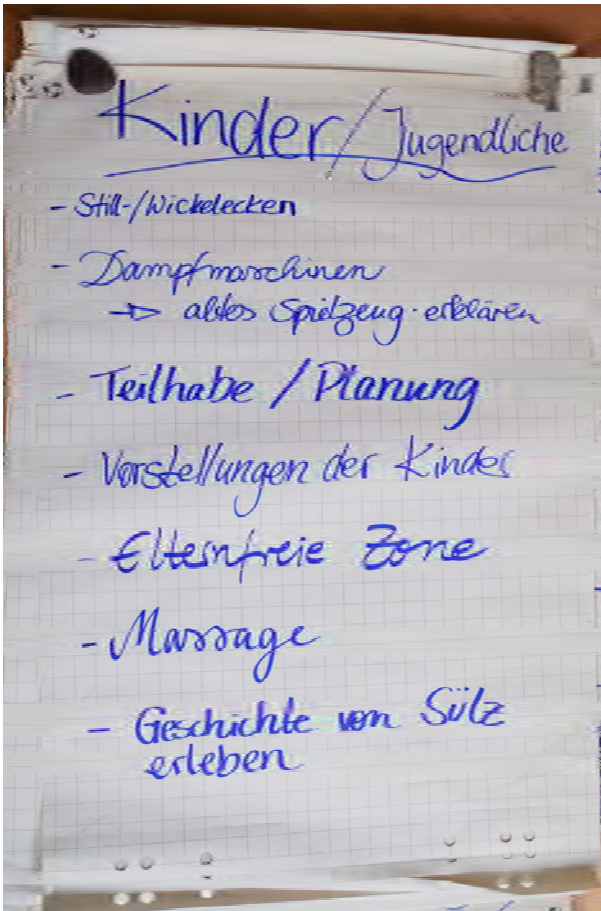 Kinder/Jugendliche
- Still-/Wickelecken
- Dampfmaschinen
→ altes Spielzeug erklären
- Teilhabe / Planung
- Vorstellungen der Kinder
- Elternfreie Zone
- Massage
- Geschichte von Sülz
erleben